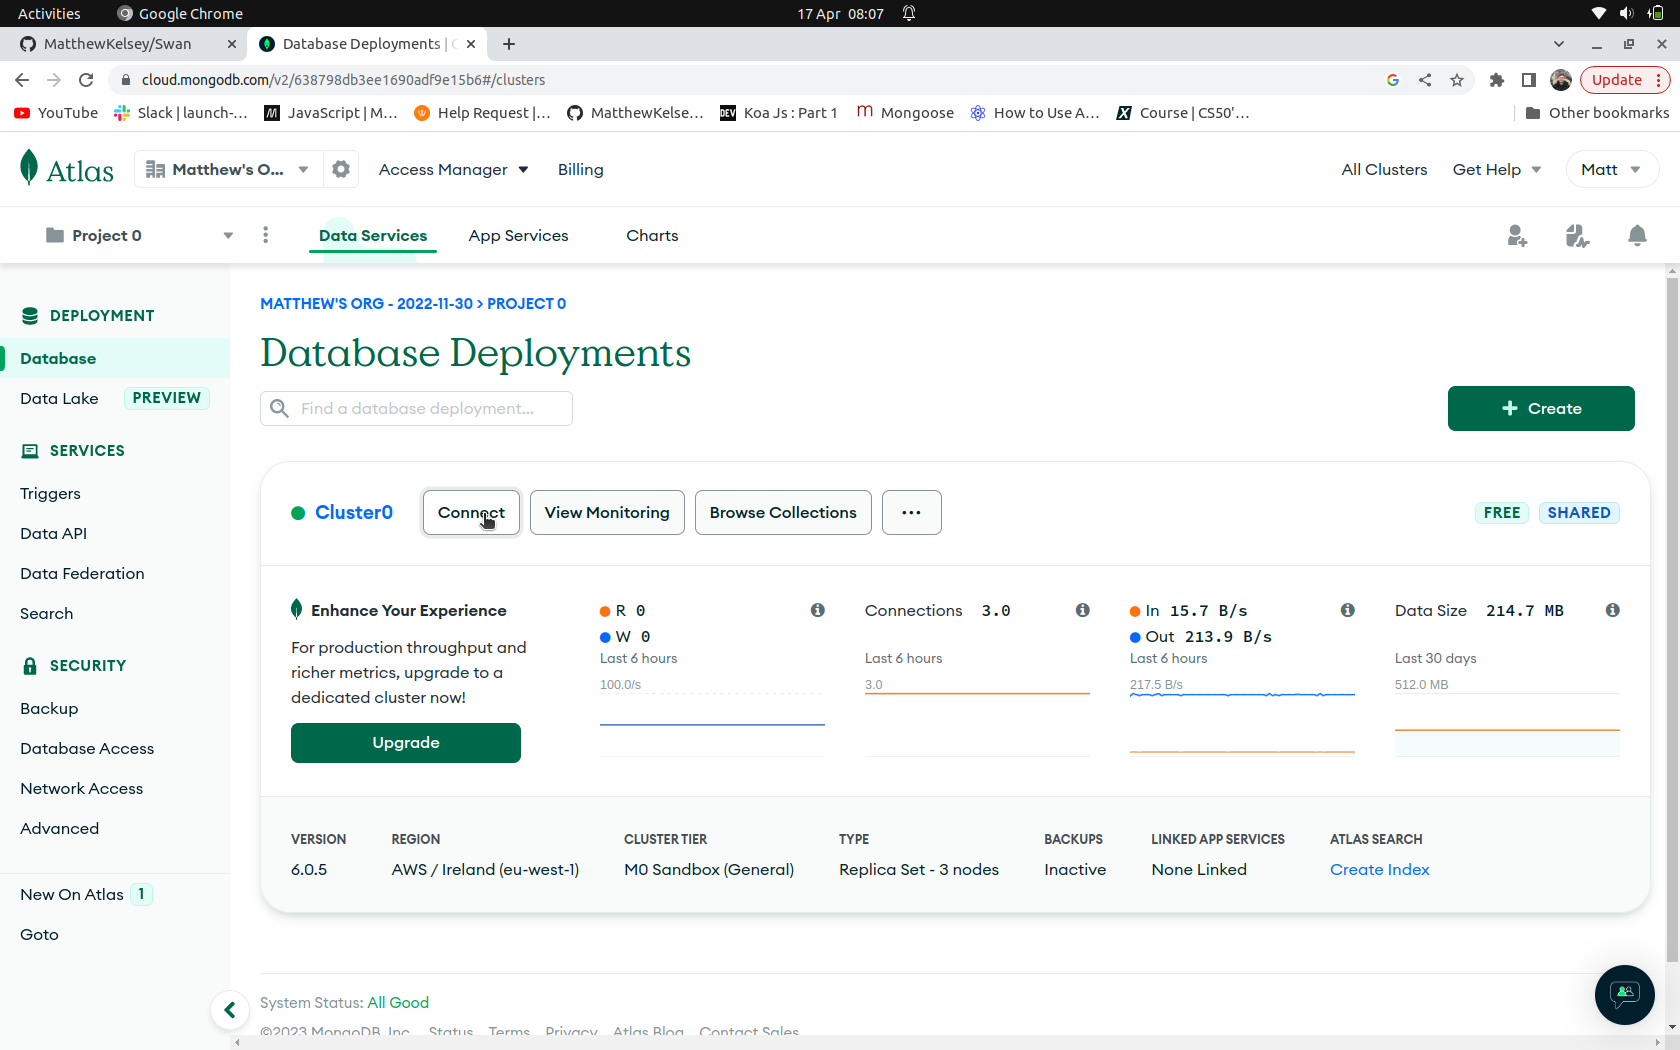 Activities
Google Chrome
17 Apr 08:07
MatthewKelsey/Swan
Database Deployments |
cloud.mongodb.com/v2/638798db3ee1690adf9e15b6#/clusters
Update
YouTube
Slack | launch-...
JavaScript | M...
Help Request |...
MatthewKelse...
DEV
Koa Js : Part 1
Mongoose
How to Use A...
Course | CS50'...
Other bookmarks
Atlas
Matthew's O...
Access Manager
Billing
All Clusters
Get Help
Matt
Project 0
Data Services
App Services
Charts
DEPLOYMENT
Database
Data Lake
PREVIEW
SERVICES
Triggers
Data API
Data Federation
Search
SECURITY
Backup
Database Access
Network Access
Advanced
New On Atlas 1
Goto
MATTHEW'S ORG - 2022-11-30 > PROJECT 0
Database Deployments
Find a database deployment...
+ Create
Cluster0
Connect
View Monitoring
Browse Collections
...
FREE
SHARED
Enhance Your Experience
For production throughput and
richer metrics, upgrade to a
dedicated cluster now!
Upgrade
R 0
W 0
Last 6 hours
100.0/s
Connections 3.0
Last 6 hours
3.0
In 15.7 B/s
Out 213.9 B/s
Last 6 hours
217.5 B/s
Data Size 214.7 MB
Last 30 days
512.0 MB
VERSION
6.0.5
REGION
AWS / Ireland (eu-west-1)
CLUSTER TIER
M0 Sandbox (General)
TYPE
Replica Set - 3 nodes
BACKUPS
Inactive
LINKED APP SERVICES
None Linked
ATLAS SEARCH
Create Index
System Status: All Good
©2023 MongoDB, Inc. Status Terms Privacy Atlas Blog Contact Sales